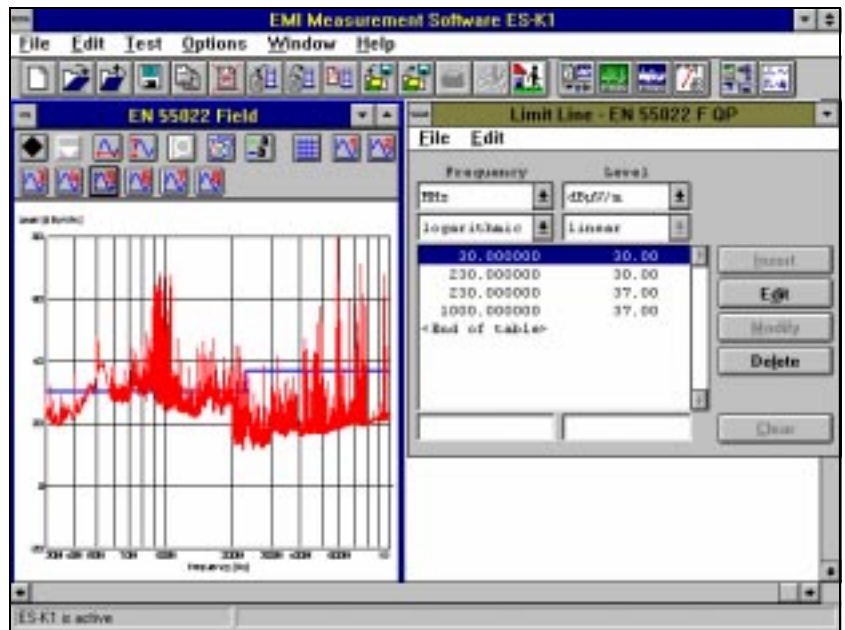 EMI Measurement Software ES-K1
File Edit Test Options Window Help
EN 55022 Field
Limit Line - EN 55022 F QP
File Edit
Frequency Level
MHz dBµV/m
logarithmic linear
30.000000 30.00
230.000000 30.00
230.000000 37.00
1000.000000 37.00
<End of table>
Insert
Edit
Modify
Delete
Clear
Frequency [Hz]
ES-K1 is active